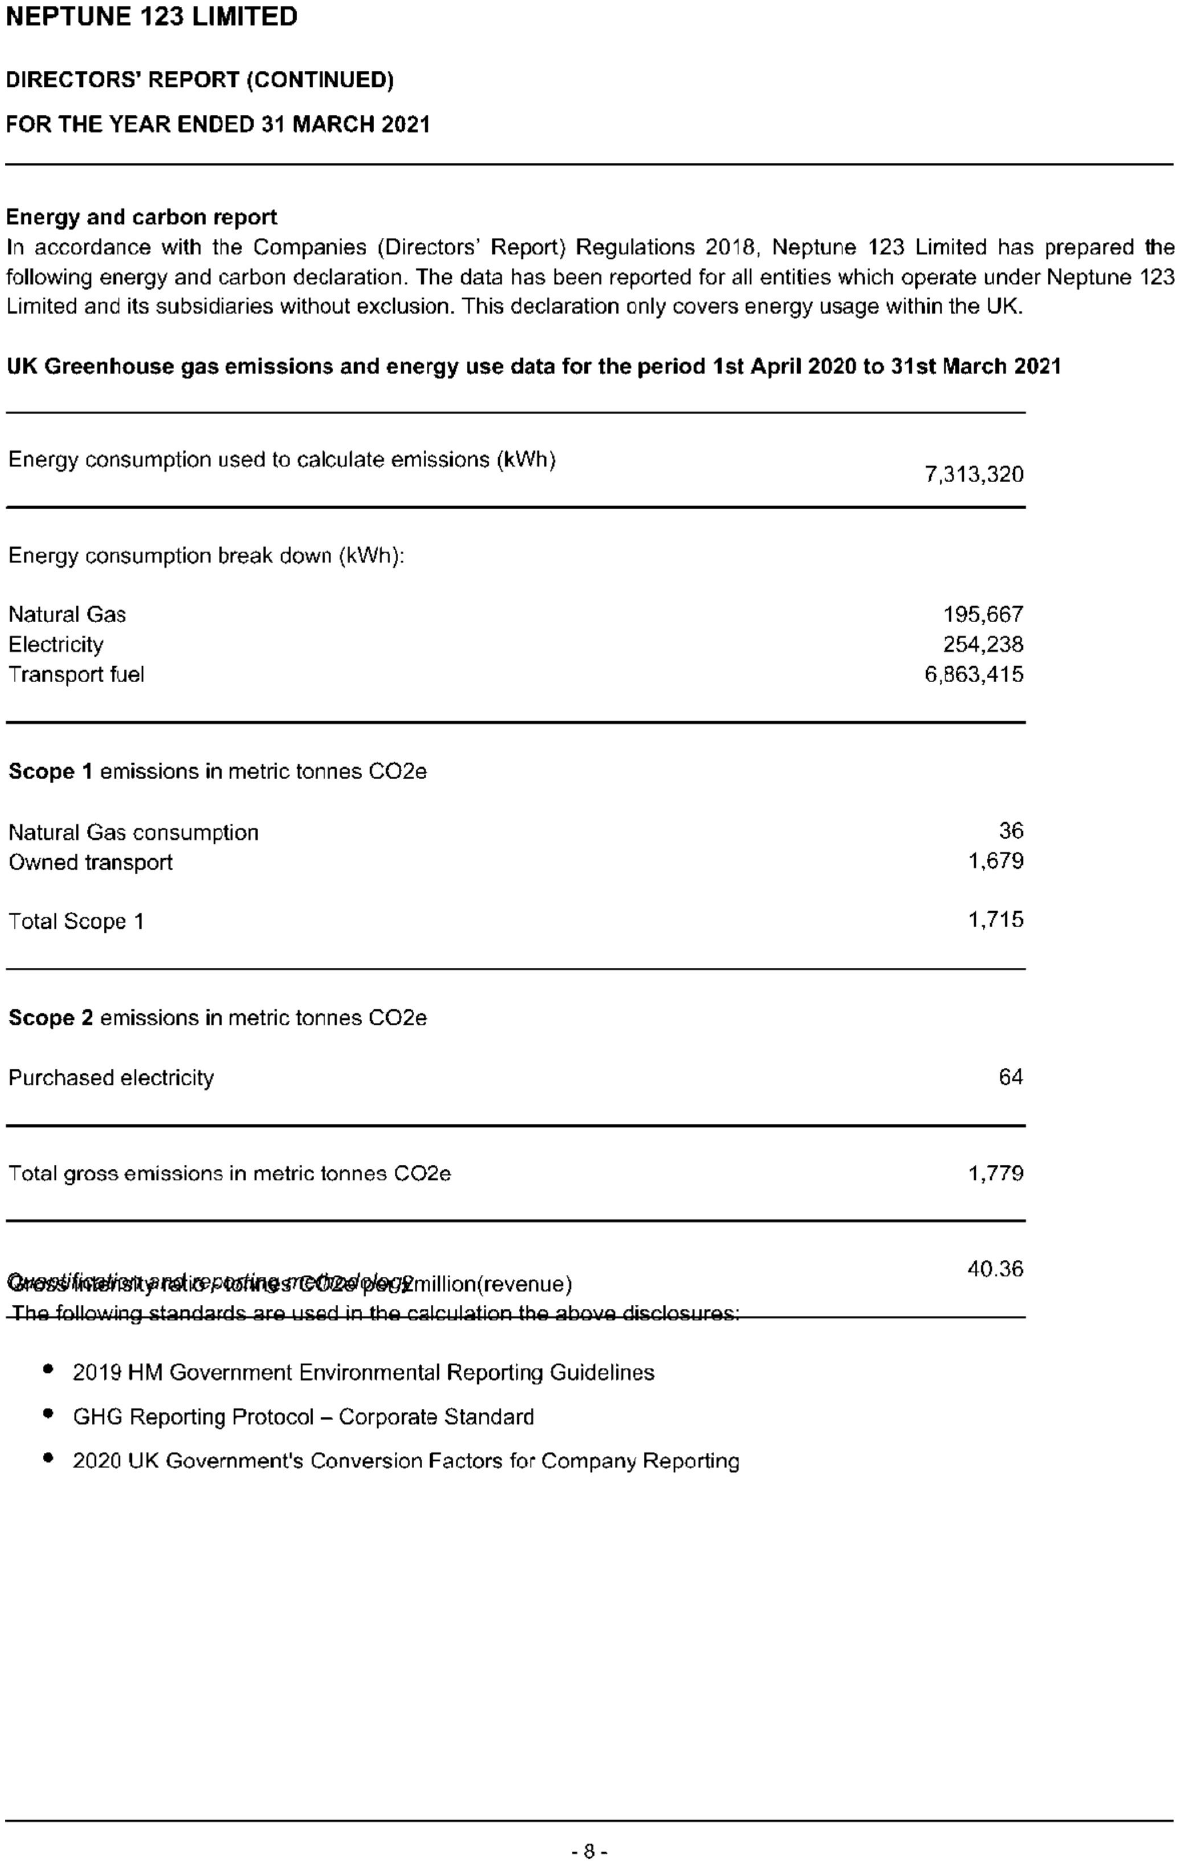 NEPTUNE 123 LIMITED
DIRECTORS' REPORT (CONTINUED)
FOR THE YEAR ENDED 31 MARCH 2021
Energy and carbon report
In accordance with the Companies (Directors' Report) Regulations 2018, Neptune 123 Limited has prepared the
following energy and carbon declaration. The data has been reported for all entities which operate under Neptune 123
Limited and its subsidiaries without exclusion. This declaration only covers energy usage within the UK.
UK Greenhouse gas emissions and energy use data for the period 1st April 2020 to 31st March 2021
Energy consumption used to calculate emissions (kWh)
7,313,320
Energy consumption break down (kWh):
Natural Gas 195,667
Electricity 254,238
Transport fuel 6,863,415
Scope 1 emissions in metric tonnes CO2e
Natural Gas consumption 36
Owned transport 1,679
Total Scope 1 1,715
Scope 2 emissions in metric tonnes CO2e
Purchased electricity 64
Total gross emissions in metric tonnes CO2e 1,779
40.36
Quantification and reporting methodology
Gross Intensity ratio, tonnes CO2e per £million(revenue)
The following standards are used in the calculation the above disclosures:
• 2019 HM Government Environmental Reporting Guidelines
• GHG Reporting Protocol – Corporate Standard
• 2020 UK Government's Conversion Factors for Company Reporting
- 8 -